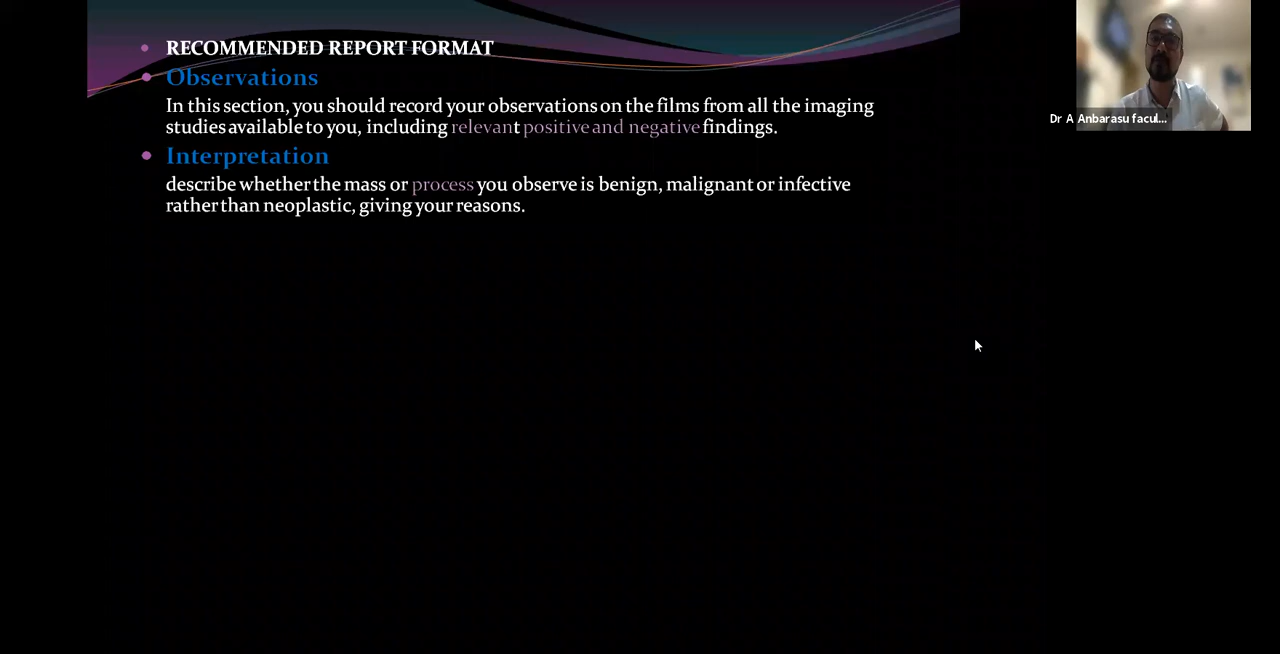 RECOMMENDED REPORT FORMAT
Observations
In this section, you should record your observations on the films from all the imaging
studies available to you, including relevant positive and negative findings.
Interpretation
describe whether the mass or process you observe is benign, malignant or infective
rather than neoplastic, giving your reasons.
Dr A Anbarasu facul...